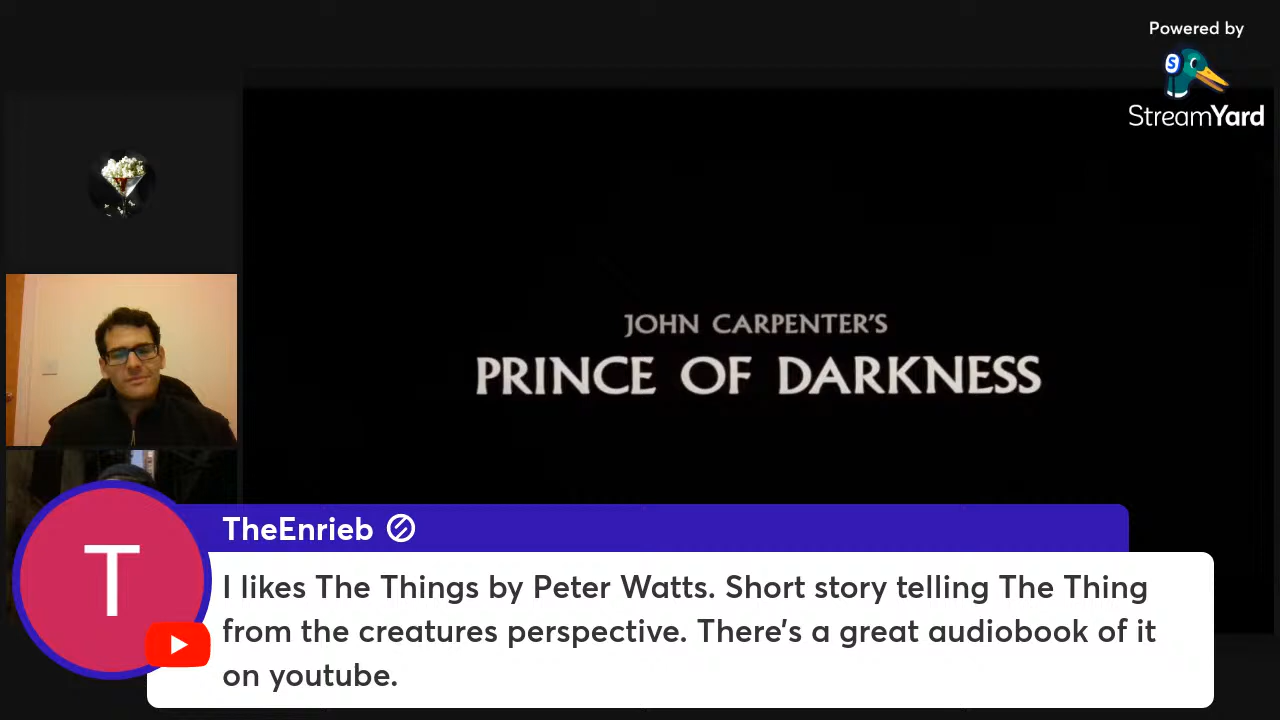 Powered by
S
StreamYard
JOHN CARPENTER'S
PRINCE OF DARKNESS
TheEnrieb
T
I likes The Things by Peter Watts. Short story telling The Thing
from the creatures perspective. There's a great audiobook of it
on youtube.